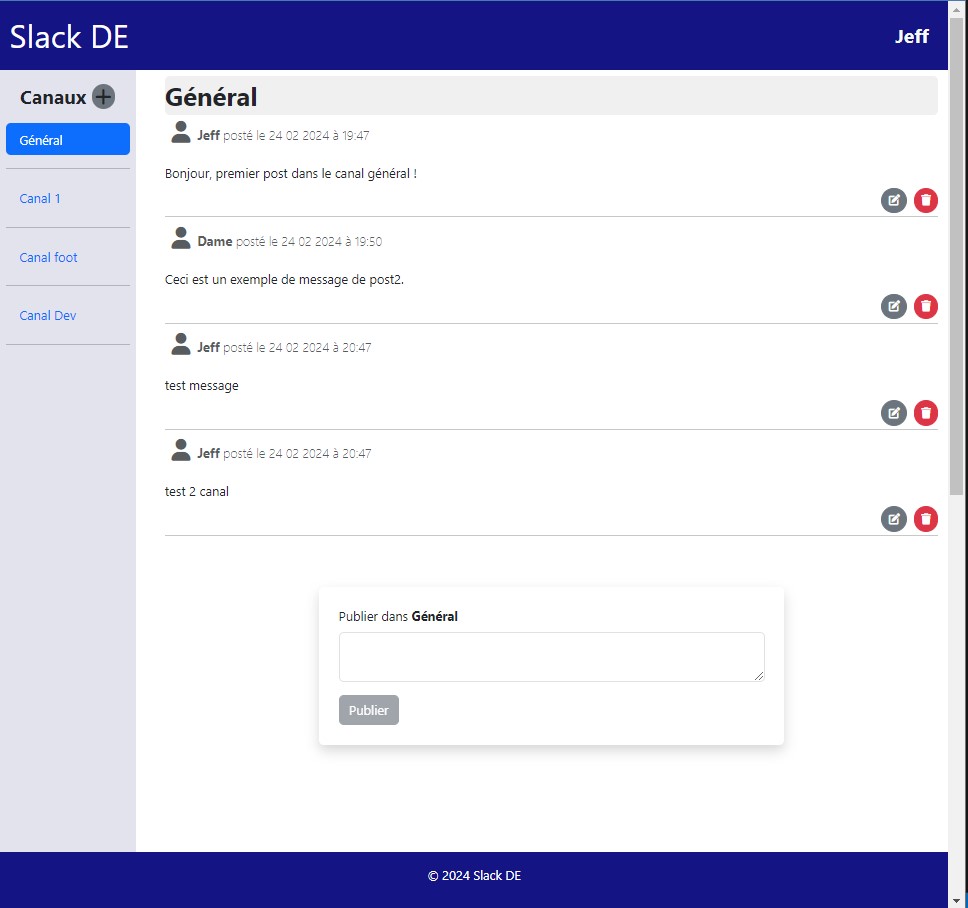 Slack DE
Jeff
Canaux
Général
Canal 1
Canal foot
Canal Dev
Général
Jeff posté le 24 02 2024 à 19:47
Bonjour, premier post dans le canal général !
Dame posté le 24 02 2024 à 19:50
Ceci est un exemple de message de post2.
Jeff posté le 24 02 2024 à 20:47
test message
Jeff posté le 24 02 2024 à 20:47
test 2 canal
Publier dans Général
Publier
© 2024 Slack DE